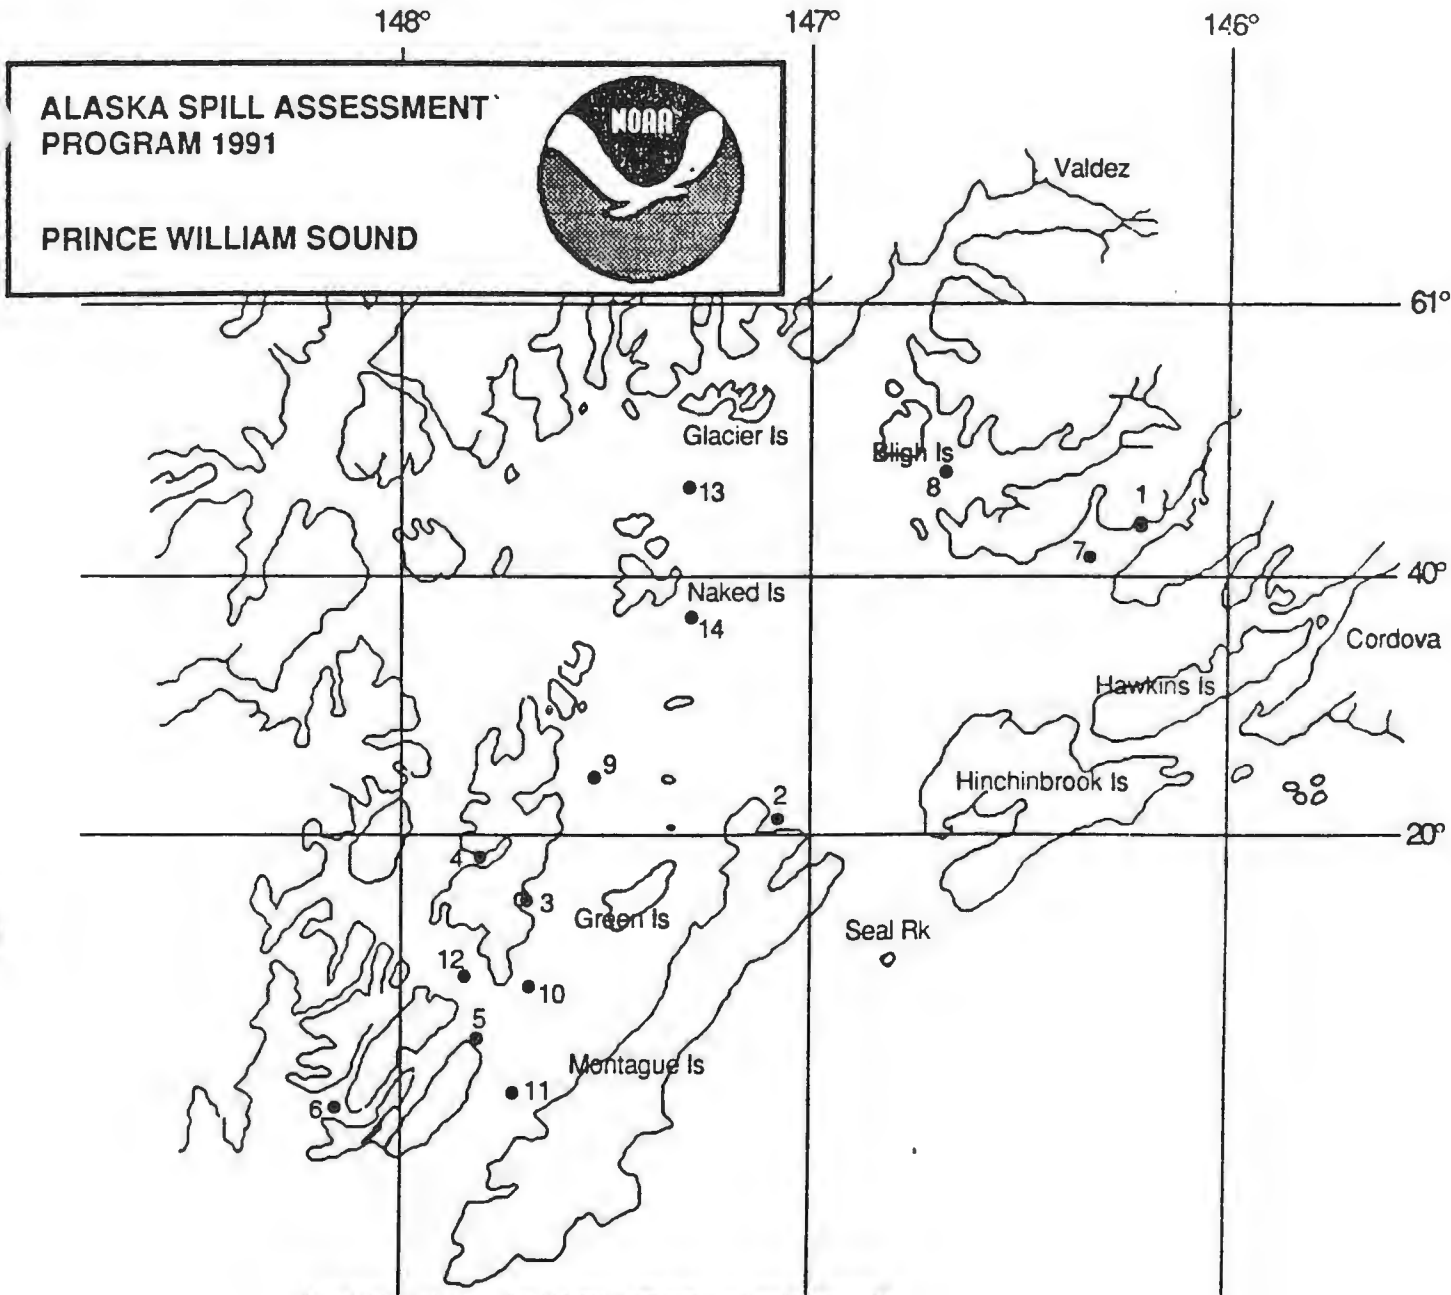 148°
147°
146°
ALASKA SPILL ASSESSMENT
PROGRAM 1991
NOAA
PRINCE WILLIAM SOUND
Valdez
61°
Glacier Is
Bligh Is
13
8
1
7
40°
Naked Is
14
Cordova
Hawkins Is
9
Hinchinbrook Is
2
20°
4
3
Green Is
Seal Rk
12
10
5
Montague Is
11
6